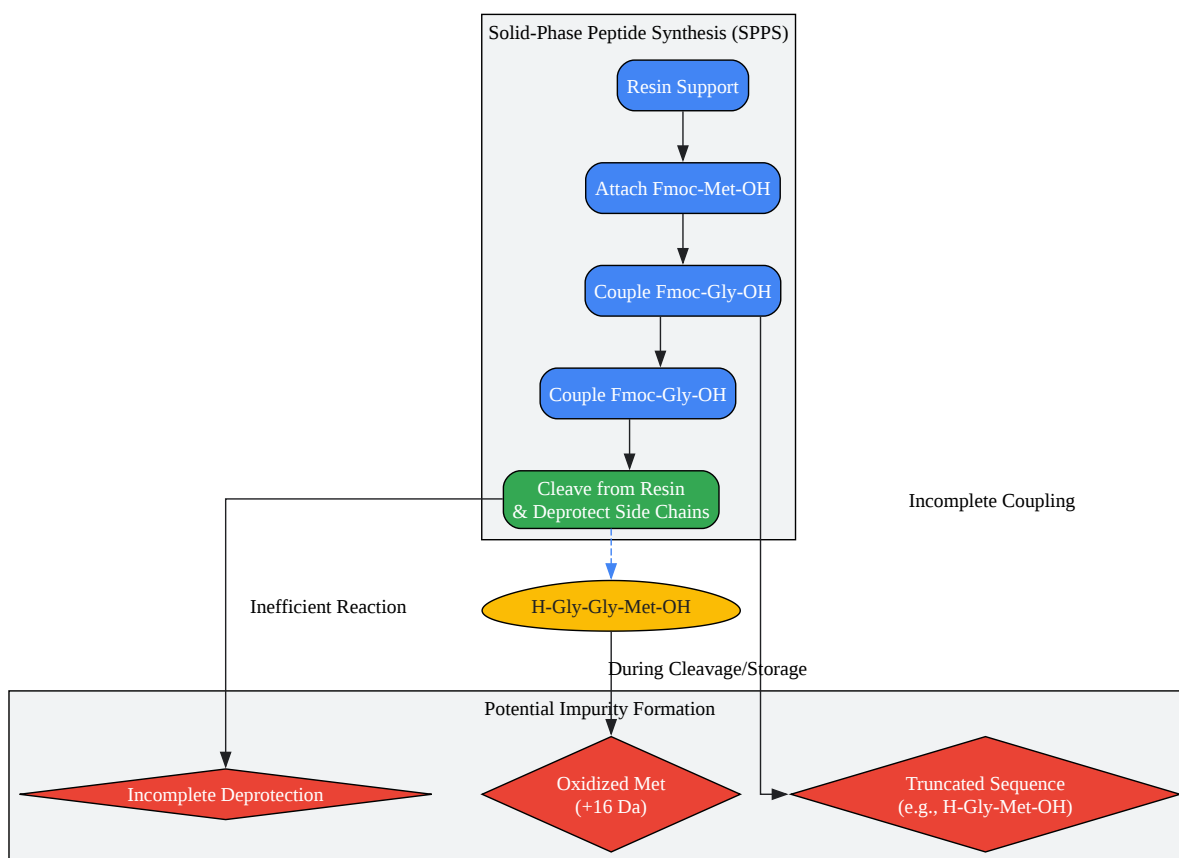 Solid-Phase Peptide Synthesis (SPPS)
Resin Support
Attach Fmoc-Met-OH
Couple Fmoc-Gly-OH
Couple Fmoc-Gly-OH
Cleave from Resin
& Deprotect Side Chains
Incomplete Coupling
Inefficient Reaction
H-Gly-Gly-Met-OH
During Cleavage/Storage
Potential Impurity Formation
Incomplete Deprotection
Oxidized Met
(+16 Da)
Truncated Sequence
(e.g., H-Gly-Met-OH)